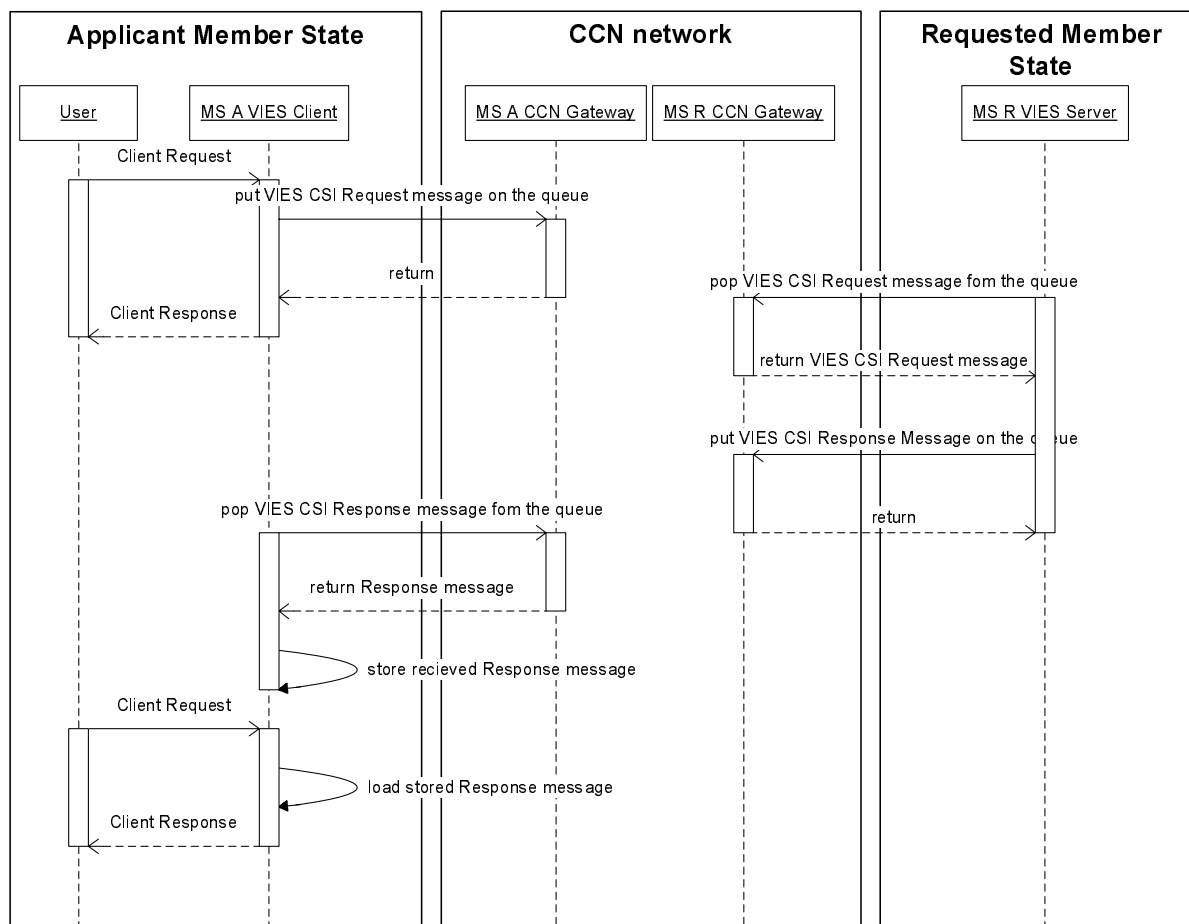 Applicant Member State
CCN network
Requested Member
State
User
MS A VIES Client
MS A CCN Gateway
MS R CCN Gateway
MS R VIES Server
Client Request
put VIES CSI Request message on the queue
return
pop VIES CSI Request message fom the queue
Client Response
return VIES CSI Request message
put VIES CSI Response Message on the queue
pop VIES CSI Response message fom the queue
return
return Response message
store recieved Response message
Client Request
load stored Response message
Client Response